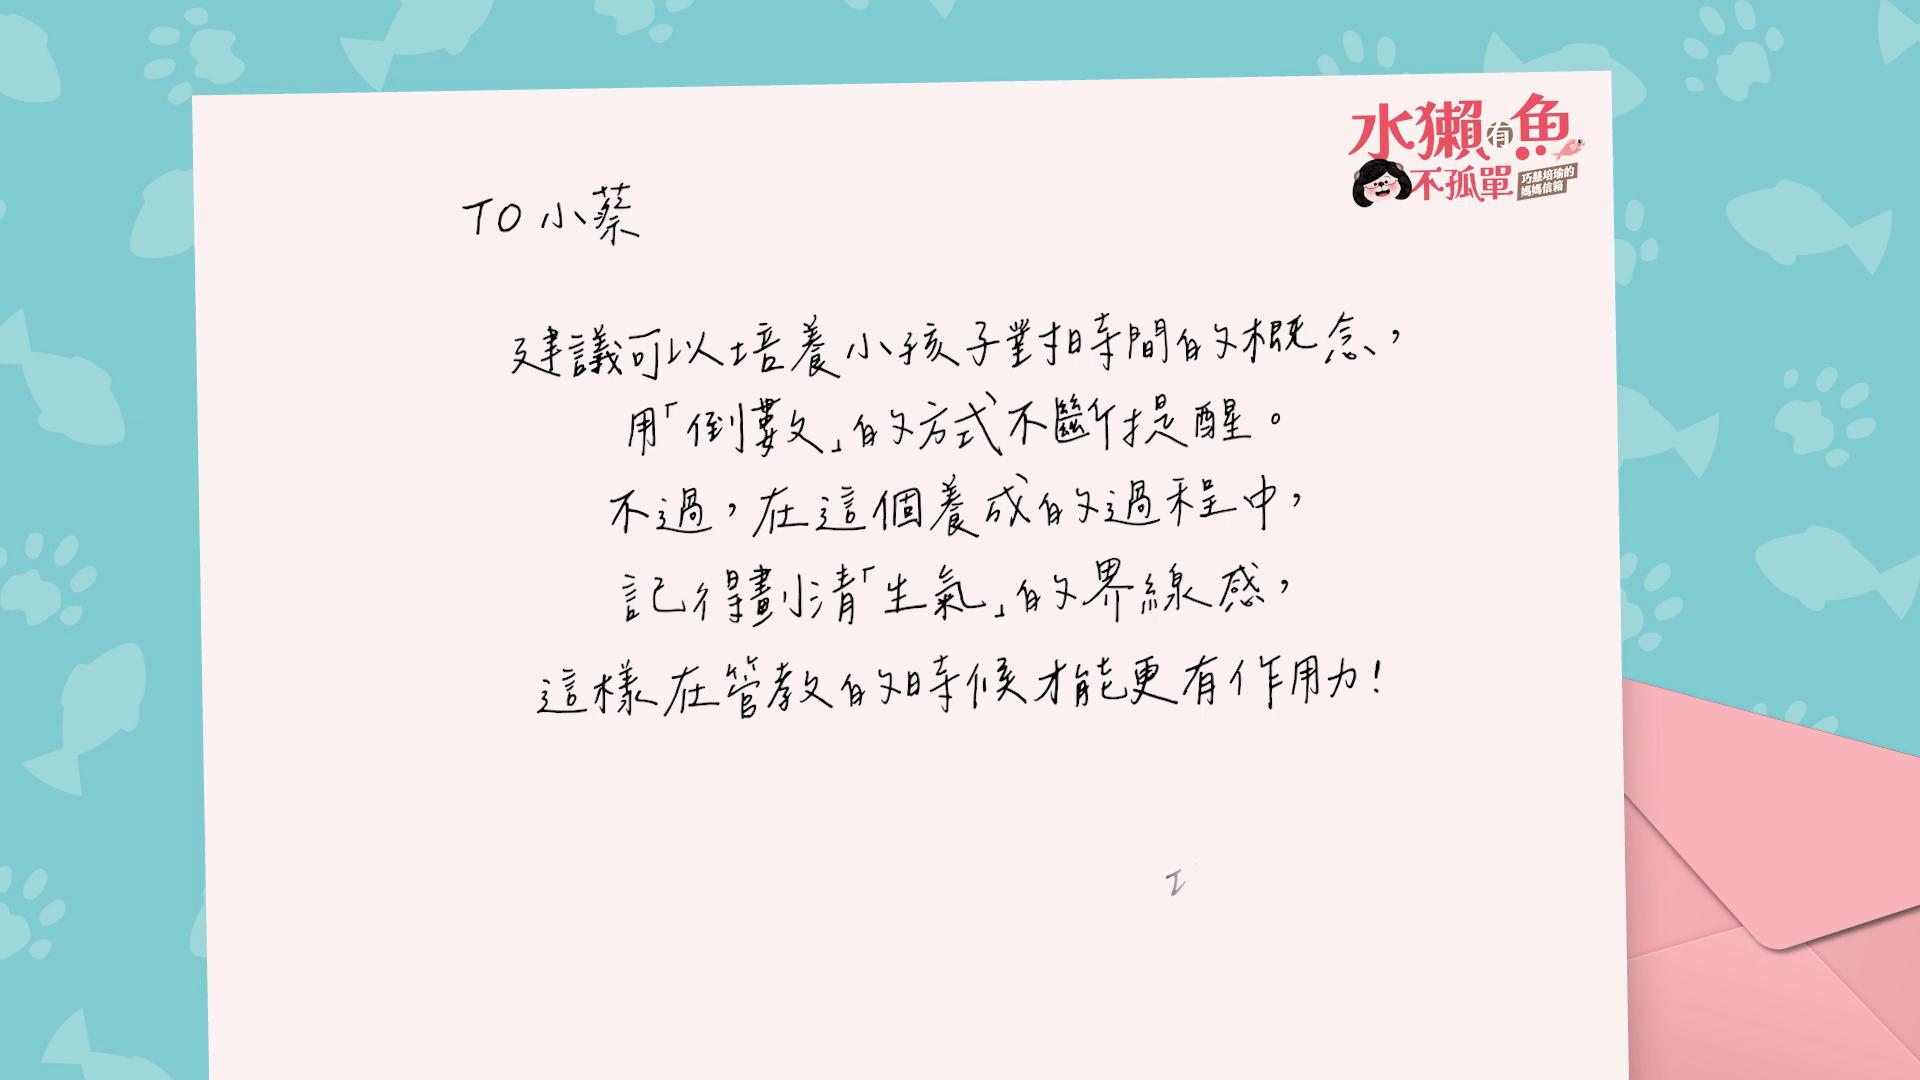 水獺有魚
不孤單
巧慧培瑜的
媽媽信箱
TO 小蔡
建議可以培養小孩子對時間的概念，
用「倒數」的方式不斷提醒。
不過，在這個養成的過程中，
記得劃清「生氣」的界線感，
這樣在管教的時候才能更有作用力！